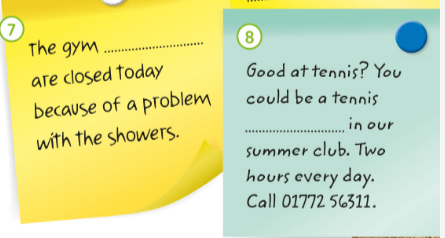 7
The gym ..............................
are closed today
because of a problem
with the showers.
8
Good at tennis? You
could be a tennis
.............................. in our
summer club. Two
hours every day.
Call 01772 56311.